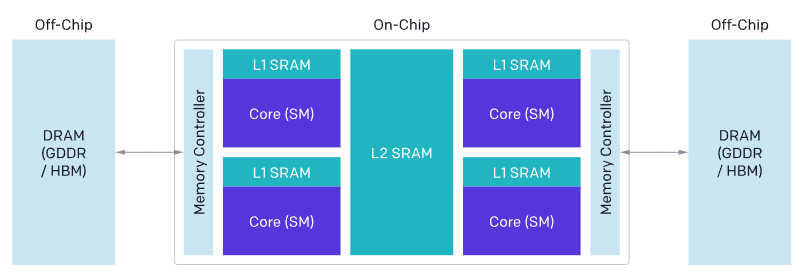 Off-Chip
On-Chip
Off-Chip
DRAM
(GDDR
/ HBM)
Memory Controller
L1 SRAM
Core (SM)
L1 SRAM
Core (SM)
L2 SRAM
L1 SRAM
Core (SM)
L1 SRAM
Core (SM)
Memory Controller
DRAM
(GDDR
/ HBM)